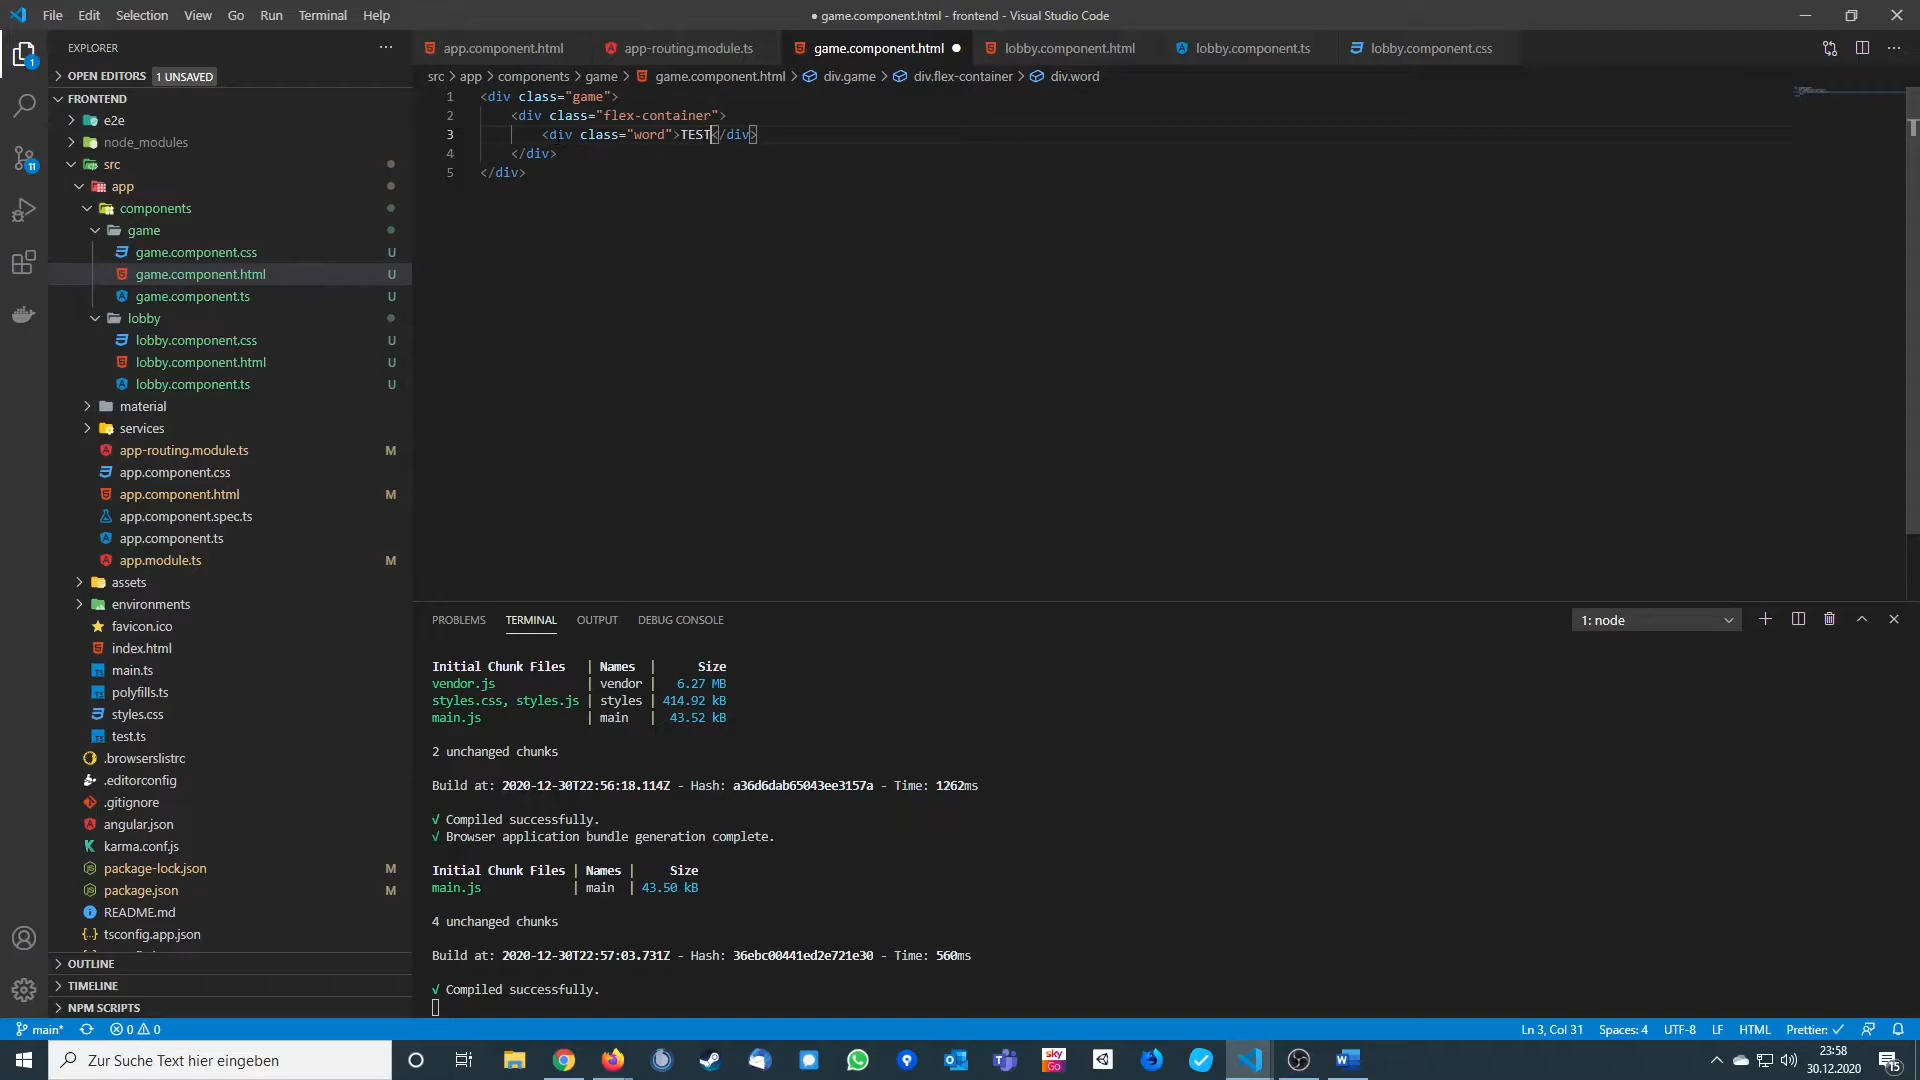 File Edit Selection View Go Run Terminal Help
● game.component.html - frontend - Visual Studio Code
EXPLORER
OPEN EDITORS 1 UNSAVED
FRONTEND
e2e
node_modules
src
app
components
game
game.component.css U
game.component.html U
game.component.ts U
lobby
lobby.component.css U
lobby.component.html U
lobby.component.ts U
material
services
app-routing.module.ts M
app.component.css
app.component.html M
app.component.spec.ts
app.component.ts
app.module.ts M
assets
environments
favicon.ico
index.html
main.ts
polyfills.ts
styles.css
test.ts
.browserslistrc
.editorconfig
.gitignore
angular.json
karma.conf.js
package-lock.json M
package.json M
README.md
tsconfig.app.json
OUTLINE
TIMELINE
NPM SCRIPTS
app.component.html app-routing.module.ts game.component.html lobby.component.html lobby.component.ts lobby.component.css
src > app > components > game > game.component.html > div.game > div.flex-container > div.word
1 <div class="game">
2 <div class="flex-container">
3 <div class="word">TEST</div>
4 </div>
5 </div>
PROBLEMS TERMINAL OUTPUT DEBUG CONSOLE
1: node
Initial Chunk Files | Names | Size
vendor.js | vendor | 6.27 MB
styles.css, styles.js | styles | 414.92 kB
main.js | main | 43.52 kB
2 unchanged chunks
Build at: 2020-12-30T22:56:18.114Z - Hash: a36d6dab65043ee3157a - Time: 1262ms
√ Compiled successfully.
√ Browser application bundle generation complete.
Initial Chunk Files | Names | Size
main.js | main | 43.50 kB
4 unchanged chunks
Build at: 2020-12-30T22:57:03.731Z - Hash: 36ebc00441ed2e721e30 - Time: 560ms
√ Compiled successfully.
main* 0 0
Ln 3, Col 31 Spaces: 4 UTF-8 LF HTML Prettier: ✓
1
11
Zur Suche Text hier eingeben
sky Go
23:58
30.12.2020
15